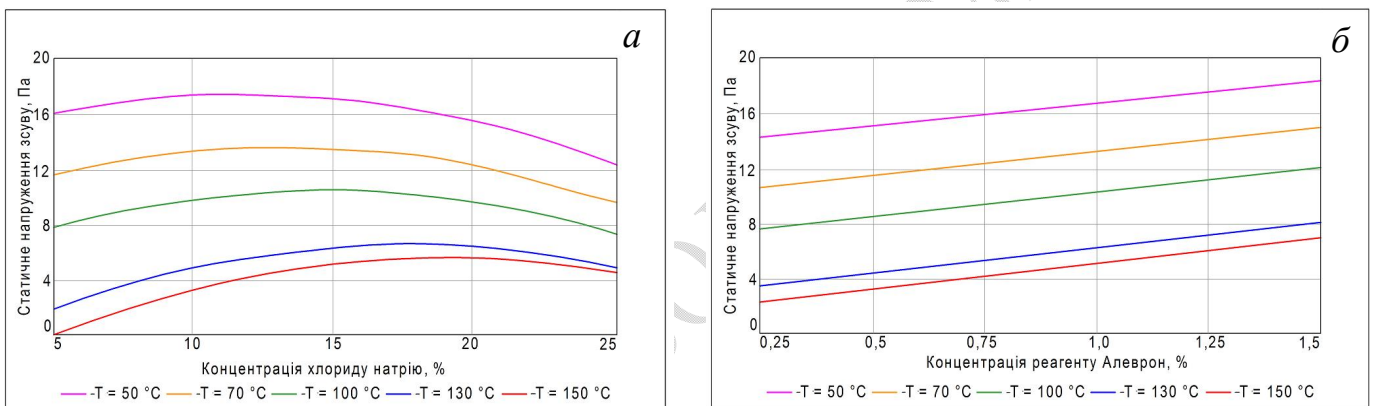 а
20
16
12
8
4
0
5
10
15
20
25
Статичне напруження зсуву, Па
Концентрація хлориду натрію, %
-T = 50 °C -T = 70 °C -T = 100 °C -T = 130 °C -T = 150 °C
б
20
16
12
8
4
0
0,25
0,5
0,75
1,0
1,25
1,5
Статичне напруження зсуву, Па
Концентрація реагенту Алеврон, %
-T = 50 °C -T = 70 °C -T = 100 °C -T = 130 °C -T = 150 °C